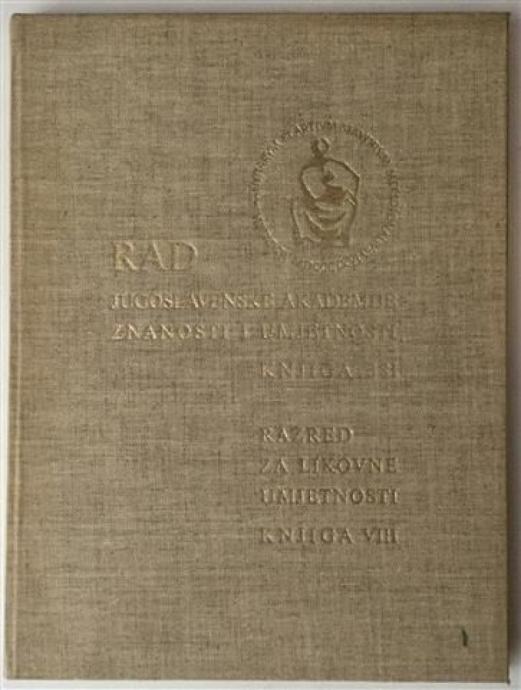 RAD
JUGOSLAVENSKE AKADEMIJE
ZNANOSTI I UMJETNOSTI
KNJIGA
RAZRED
ZA LIKOVNE
UMJETNOSTI
KNJIGA VIII